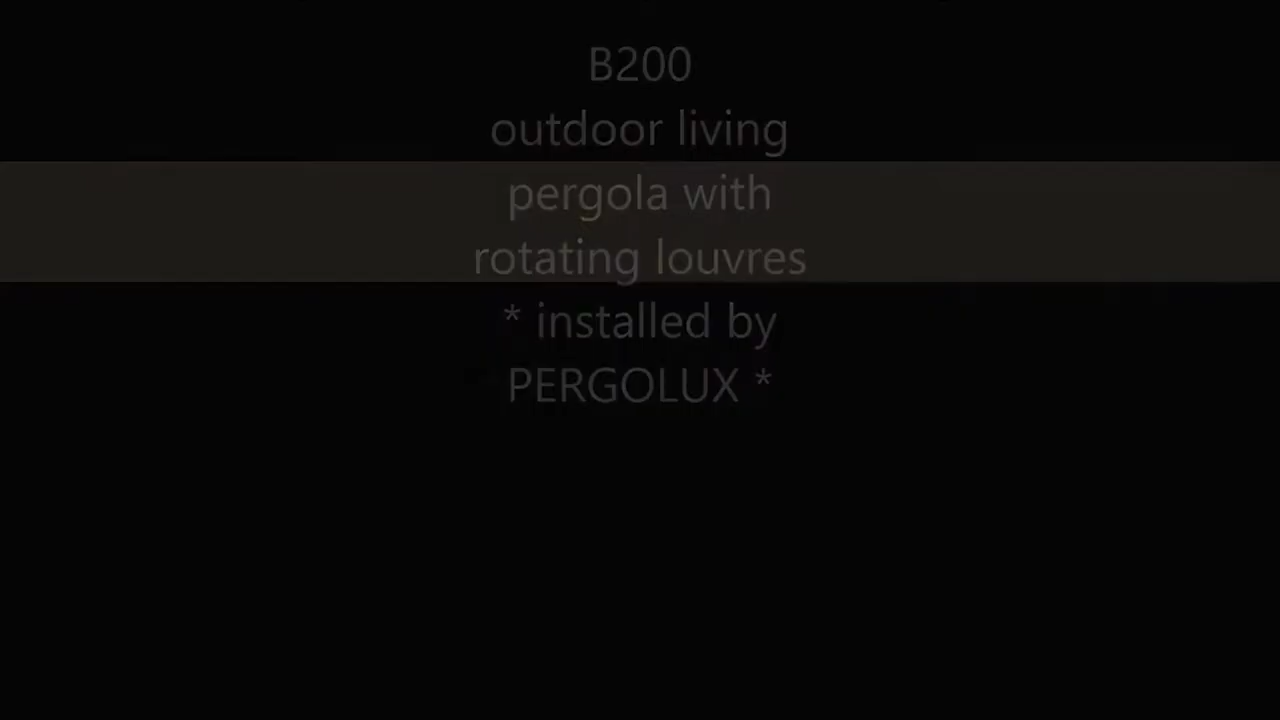 B200
outdoor living
pergola with
rotating louvres
* installed by
PERGOLUX *